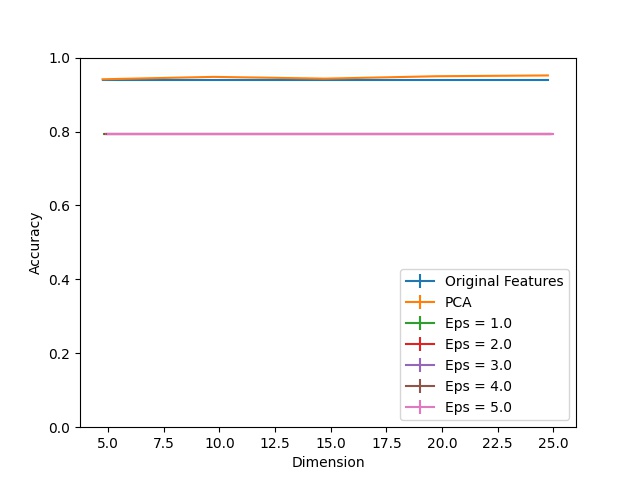 1.0
0.8
0.6
0.4
0.2
0.0
Accuracy
Original Features
PCA
Eps = 1.0
Eps = 2.0
Eps = 3.0
Eps = 4.0
Eps = 5.0
5.0 7.5 10.0 12.5 15.0 17.5 20.0 22.5 25.0
Dimension